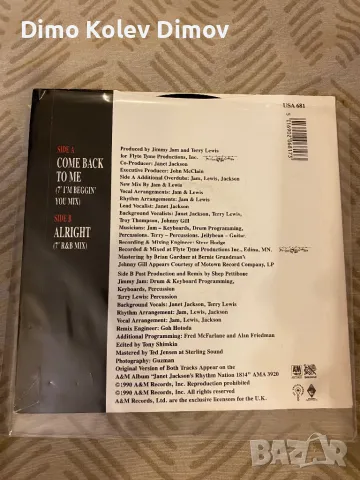 Dimo Kolev Zimov
USA 681
SIDE A
COME BACK
TO ME
(7" I'M BEGGIN'
YOU MIX)
SIDE B
ALRIGHT
(7" R&B MIX)
Produced by Jimmy Jam and Terry Lewis
for Flyte Tyme Productions, Inc.
Co-Producer: Janet Jackson
Executive Producer: John McClain
Side A Additional Overdubs: Jam, Lewis, Jackson
New Mix By Jam & Lewis
Vocal Arrangements: Jam & Lewis
Rhythm Arrangements: Jam & Lewis
Lead Vocalist: Janet Jackson
Background Vocalists: Janet Jackson, Terry Lewis,
Troy Thompson, Johnny Gill
Musicians: Jam – Keyboards, Drum Programming,
Percussion, Terry – Percussions, Jellybean – Guitar.
Recording & Mixing Engineer: Steve Hodge
Recorded & Mixed at Flyte Tyme Productions Inc., Edina, MN.
Mastering by Brian Gardner at Bernie Grundman's
Johnny Gill Appears Courtesy of Motown Record Company, LP
Side B Post Production and Remix by Shep Pettibone
Jimmy Jam: Drum & Keyboard Programming,
Keyboards, Percussion
Terry Lewis: Percussion
Background Vocals: Janet Jackson, Terry Lewis
Rhythm Arrangement: Jam, Lewis, Jackson
Vocal Arrangement: Jam, Lewis, Jackson
Remix Engineer: Goh Hotoda
Additional Programming: Fred McFarlane and Alan Friedman
Edited by Tony Shimkin
Mastered by Ted Jensen at Sterling Sound
Photography: Guzman
Original Version of Both Tracks Appear on the
A&M Album "Janet Jackson's Rhythm Nation 1814" AMA 3920
©1990 A&M Records, Inc. Reproduction prohibited
℗1990 A&M Records, Inc. All rights reserved
A&M Records, Ltd. are the exclusive licensees for the U.K.
A&M
BAZAR
bg